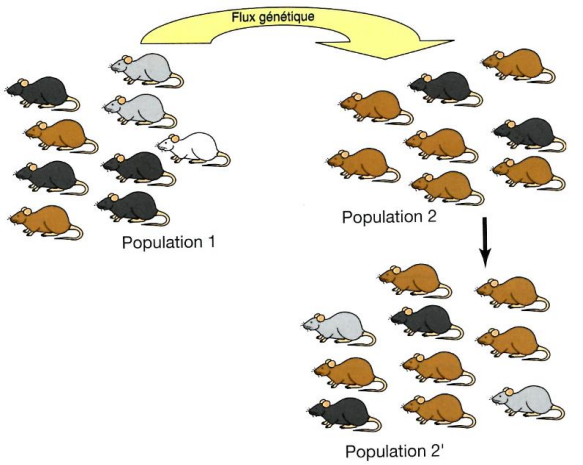 Flux génétique
Population 1
Population 2
Population 2'